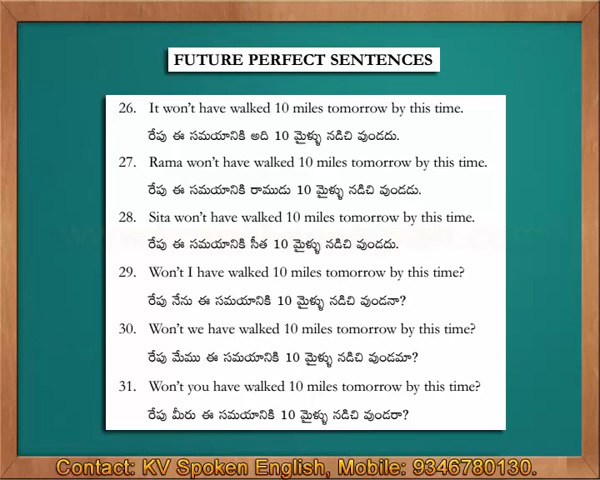 FUTURE PERFECT SENTENCES
26. It won't have walked 10 miles tomorrow by this time.
రేపు ఈ సమయానికి అది 10 మైళ్ళు నడిచి వుండదు.
27. Rama won't have walked 10 miles tomorrow by this time.
రేపు ఈ సమయానికి రాముదు 10 మైళ్ళు నడిచి వుండదు.
28. Sita won't have walked 10 miles tomorrow by this time.
రేపు ఈ సమయానికి సీత 10 మైళ్ళు నడిచి వుండదు.
29. Won't I have walked 10 miles tomorrow by this time?
రేపు నేను ఈ సమయానికి 10 మైళ్ళు నడిచి వుండనా?
30. Won't we have walked 10 miles tomorrow by this time?
రేపు మేము ఈ సమయానికి 10 మైళ్ళు నడిచి వుండమా?
31. Won't you have walked 10 miles tomorrow by this time?
రేపు మీరు ఈ సమయానికి 10 మైళ్ళు నడిచి వుండరా?
Contact: KV Spoken English, Mobile: 9346780130.